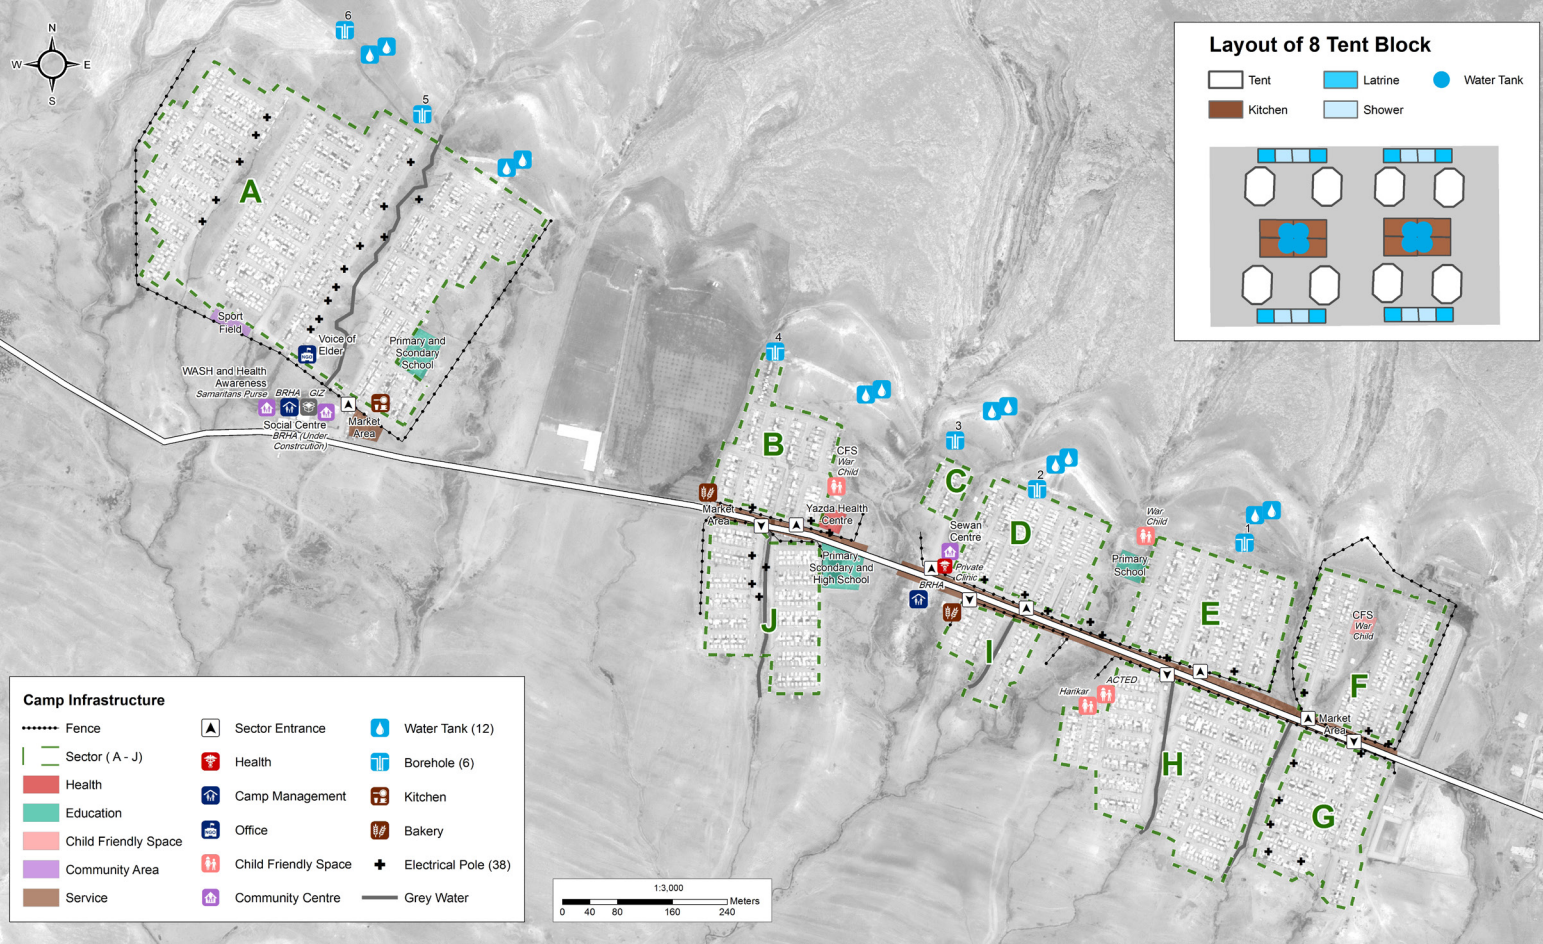 N
W
E
S
6
5
A
Sport
Field
Voice of
Elder
NGO
Primary and
Scondary
School
WASH and Health
Awareness
Samaritans Purse
BRHA
GIZ
Social Centre
BRHA (Under
Constrcution)
Market
Area
4
B
CFS
War
Child
Market
Area
Yazda Health
Centre
Primary,
Scondary and
High School
J
3
C
2
D
Sewan
Centre
Private
Clinic
BRHA
I
War
Child
Primary
School
1
E
CFS
War
Child
F
Market
Area
Harikar
ACTED
H
G
Layout of 8 Tent Block
Tent
Latrine
Water Tank
Kitchen
Shower
Camp Infrastructure
Fence
Sector ( A - J )
Health
Education
Child Friendly Space
Community Area
Service
Sector Entrance
Health
Camp Management
NGO
Office
Child Friendly Space
Community Centre
Water Tank (12)
Borehole (6)
Kitchen
Bakery
Electrical Pole (38)
Grey Water
1:3,000
Meters
0 40 80 160 240